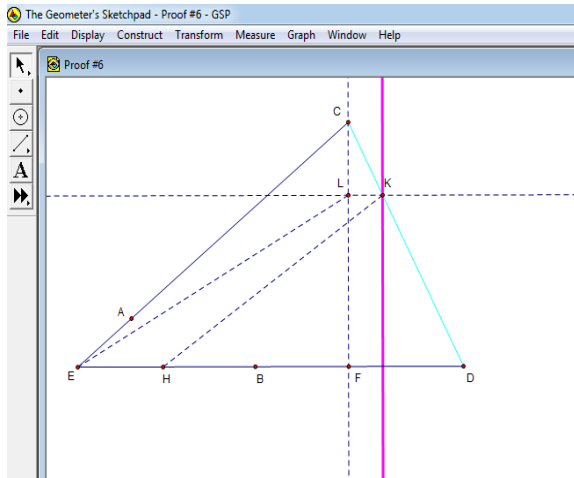 The Geometer's Sketchpad - Proof #6 - GSP
File Edit Display Construct Transform Measure Graph Window Help
Proof #6
A
C
L K
A
E H B F D